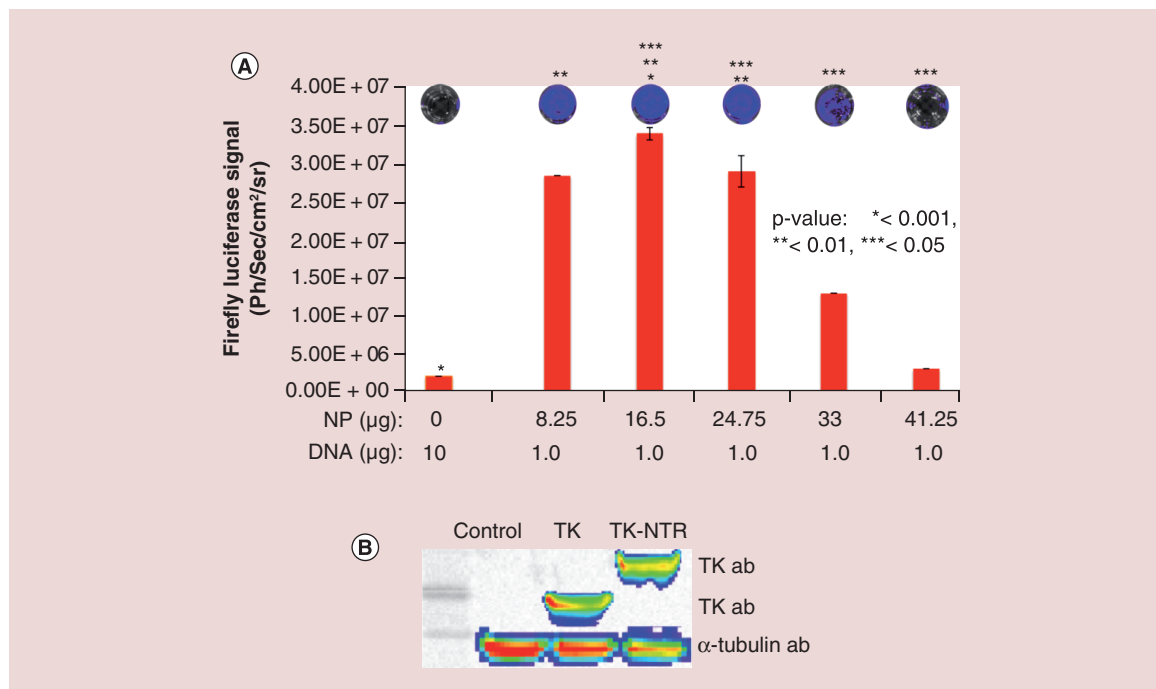 A
***
** ** *** *** ***
* **
4.00E + 07
3.50E + 07
3.00E + 07
2.50E + 07
2.00E + 07
1.50E + 07
1.00E + 07
5.00E + 06
0.00E + 00
Firefly luciferase signal
(Ph/Sec/cm²/sr)
p-value: *< 0.001,
**< 0.01, ***< 0.05
*
NP (µg): 0 8.25 16.5 24.75 33 41.25
DNA (µg): 10 1.0 1.0 1.0 1.0 1.0
B
Control TK TK-NTR
TK ab
TK ab
α-tubulin ab